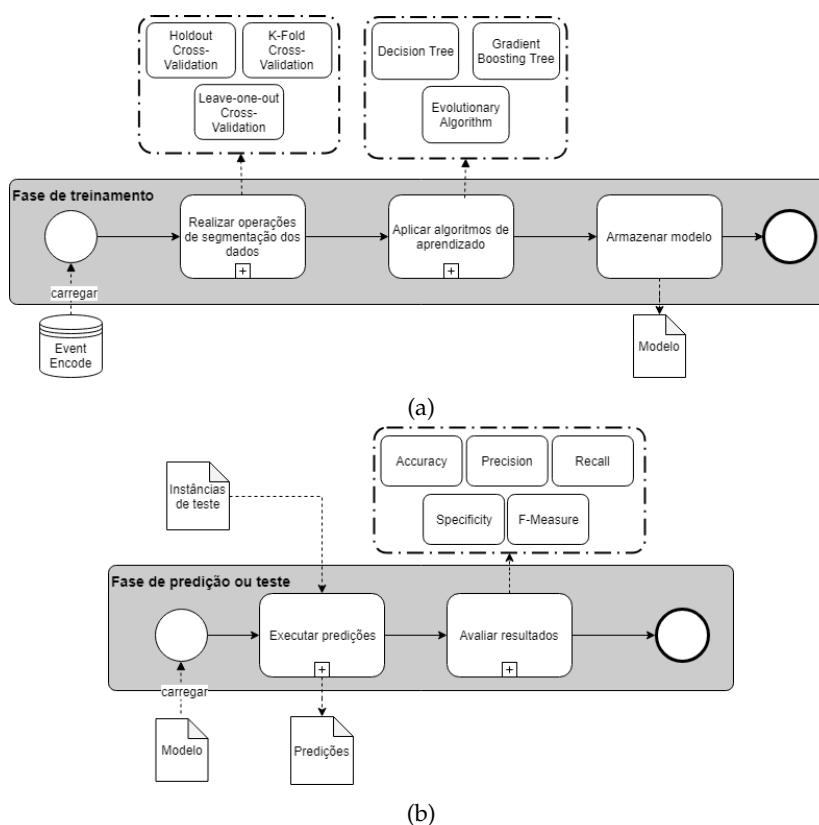 Holdout
Cross-
Validation
K-Fold
Cross-
Validation
Leave-one-out
Cross-
Validation
Decision Tree
Gradient
Boosting Tree
Evolutionary
Algorithm
Fase de treinamento
Realizar operações
de segmentação dos
dados
Aplicar algoritmos de
aprendizado
Armazenar modelo
carregar
Event
Encode
Modelo
(a)
Accuracy
Precision
Recall
Specificity
F-Measure
Instâncias
de teste
Fase de predição ou teste
Executar predições
Avaliar resultados
carregar
Modelo
Predições
(b)